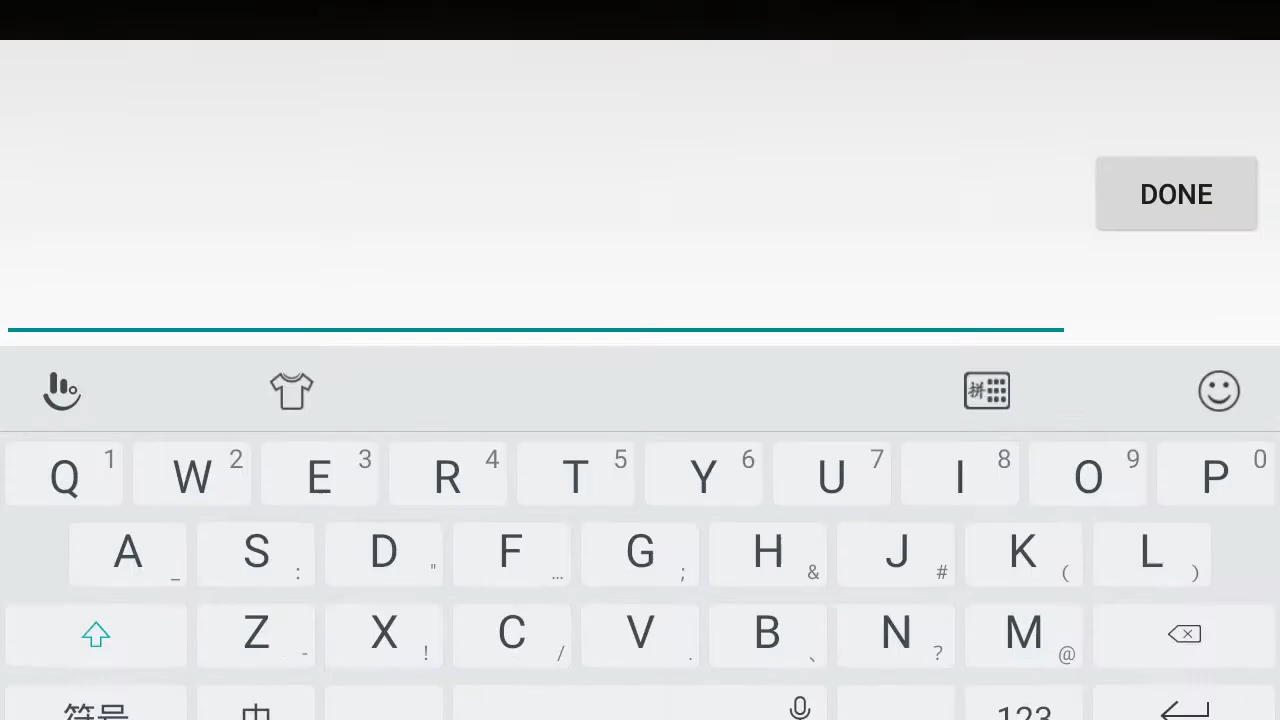 DONE
拼
Q 1 W 2 E 3 R 4 T 5 Y 6 U 7 I 8 O 9 P 0
A _ S : D " F ... G ; H & J # K ( L )
Z - X ! C / V . B 、 N ? M @
符号 中 123